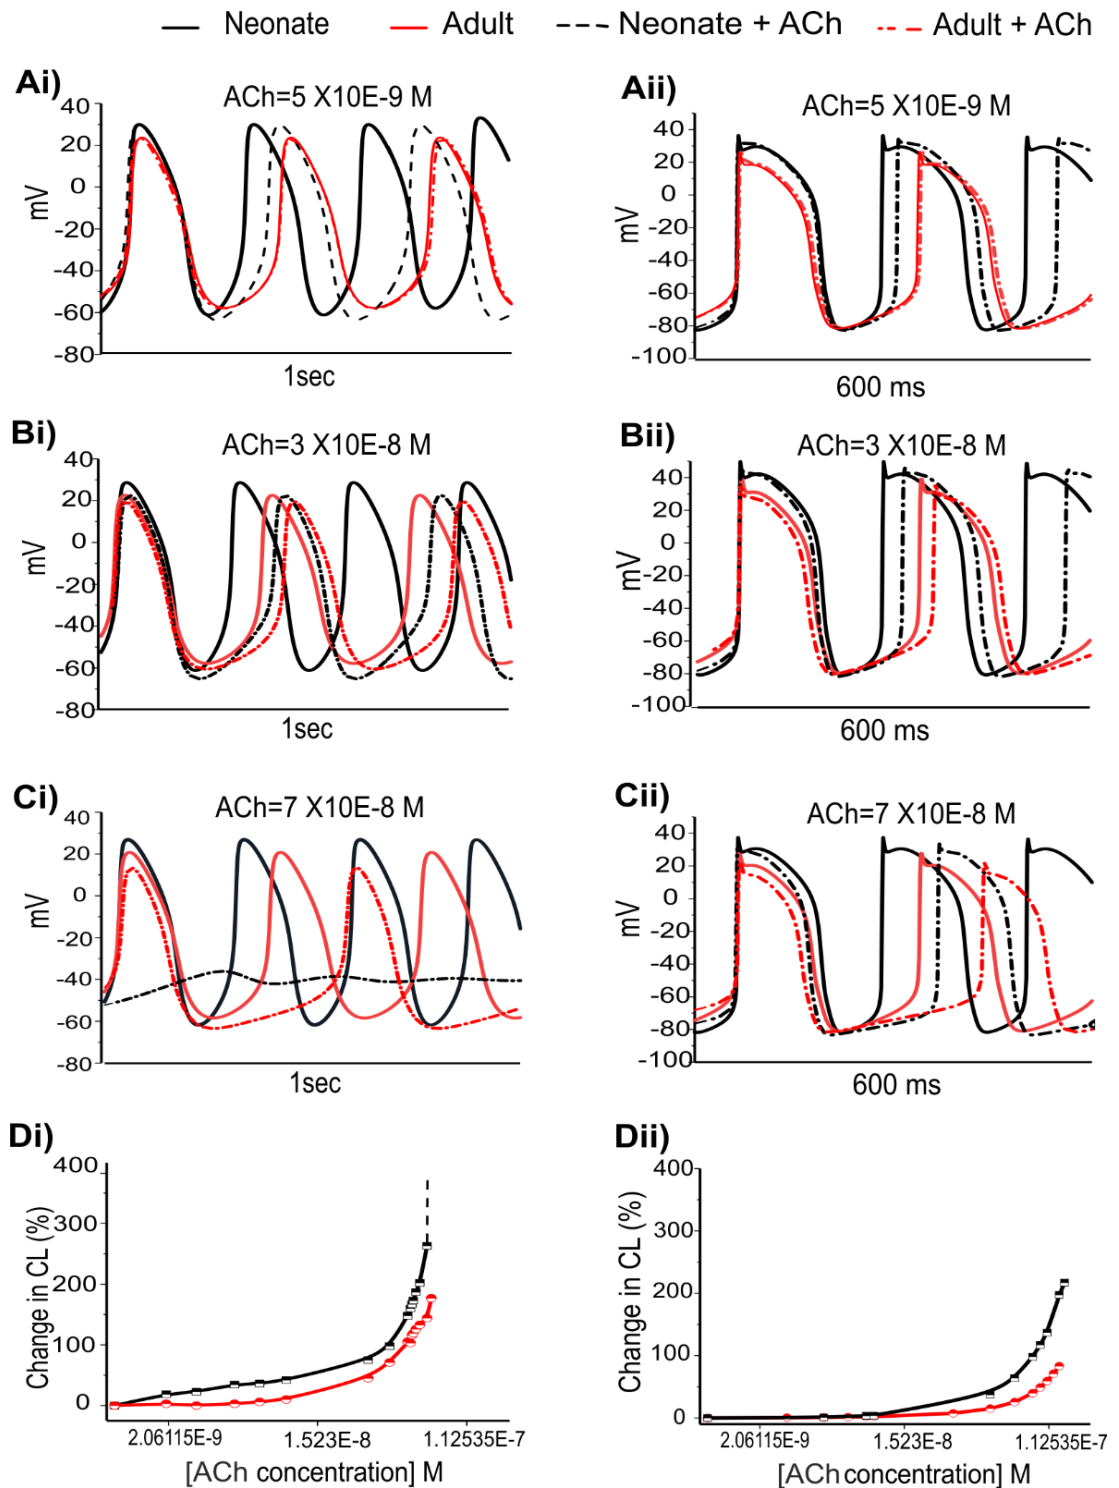 Neonate Adult Neonate + ACh Adult + ACh
Ai)
ACh=5 X10E-9 M
40
20
0
-20
-40
-60
-80
mV
1sec
Aii)
ACh=5 X10E-9 M
40
20
0
-20
-40
-60
-80
-100
mV
600 ms
Bi)
ACh=3 X10E-8 M
40
20
0
-20
-40
-60
-80
mV
1sec
Bii)
ACh=3 X10E-8 M
40
20
0
-20
-40
-60
-80
-100
mV
600 ms
Ci)
ACh=7 X10E-8 M
40
20
0
-20
-40
-60
-80
mV
1sec
Cii)
ACh=7 X10E-8 M
40
20
0
-20
-40
-60
-80
-100
mV
600 ms
Di)
400
300
200
100
0
Change in CL (%)
2.06115E-9 1.523E-8 1.12535E-7
[ACh concentration] M
Dii)
400
300
200
100
0
Change in CL (%)
2.06115E-9 1.523E-8 1.12535E-7
[ACh concentration] M